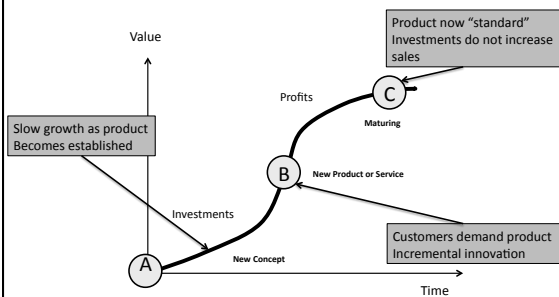 Product now “standard”
Investments do not increase
sales
Value
C
Profits
Maturing
Slow growth as product
Becomes established
B
New Product or Service
Investments
Customers demand product
Incremental innovation
A
New Concept
Time